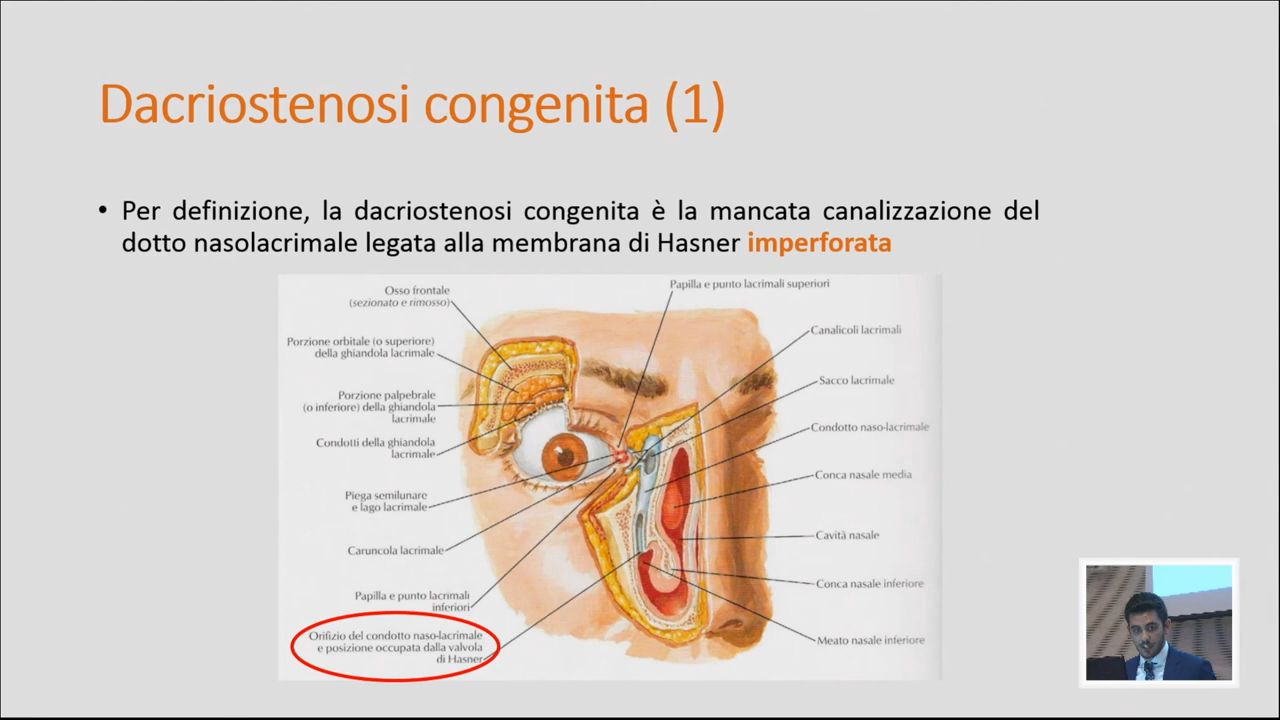 Dacriostenosi congenita (1)
• Per definizione, la dacriostenosi congenita è la mancata canalizzazione del
dotto nasolacrimale legata alla membrana di Hasner imperforata
Osso frontale
(sezionato e rimosso)
Porzione orbitale (o superiore)
della ghiandola lacrimale
Porzione palpebrale
(o inferiore) della ghiandola
lacrimale
Condotti della ghiandola
lacrimale
Piega semilunare
e lago lacrimale
Caruncola lacrimale
Papilla e punto lacrimali
inferiori
Orifizio del condotto naso-lacrimale
e posizione occupata dalla valvola
di Hasner
Papilla e punto lacrimali superiori
Canalicoli lacrimali
Sacco lacrimale
Condotto naso-lacrimale
Conca nasale media
Cavità nasale
Conca nasale inferiore
Meato nasale inferiore